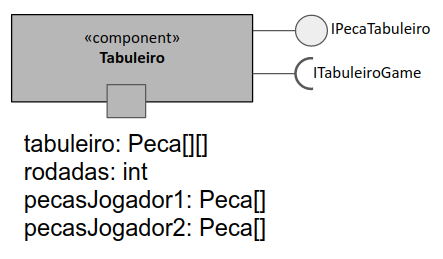 «component»
Tabuleiro
IPecaTabuleiro
ITabuleiroGame
tabuleiro: Peca[][]
rodadas: int
pecasJogador1: Peca[]
pecasJogador2: Peca[]